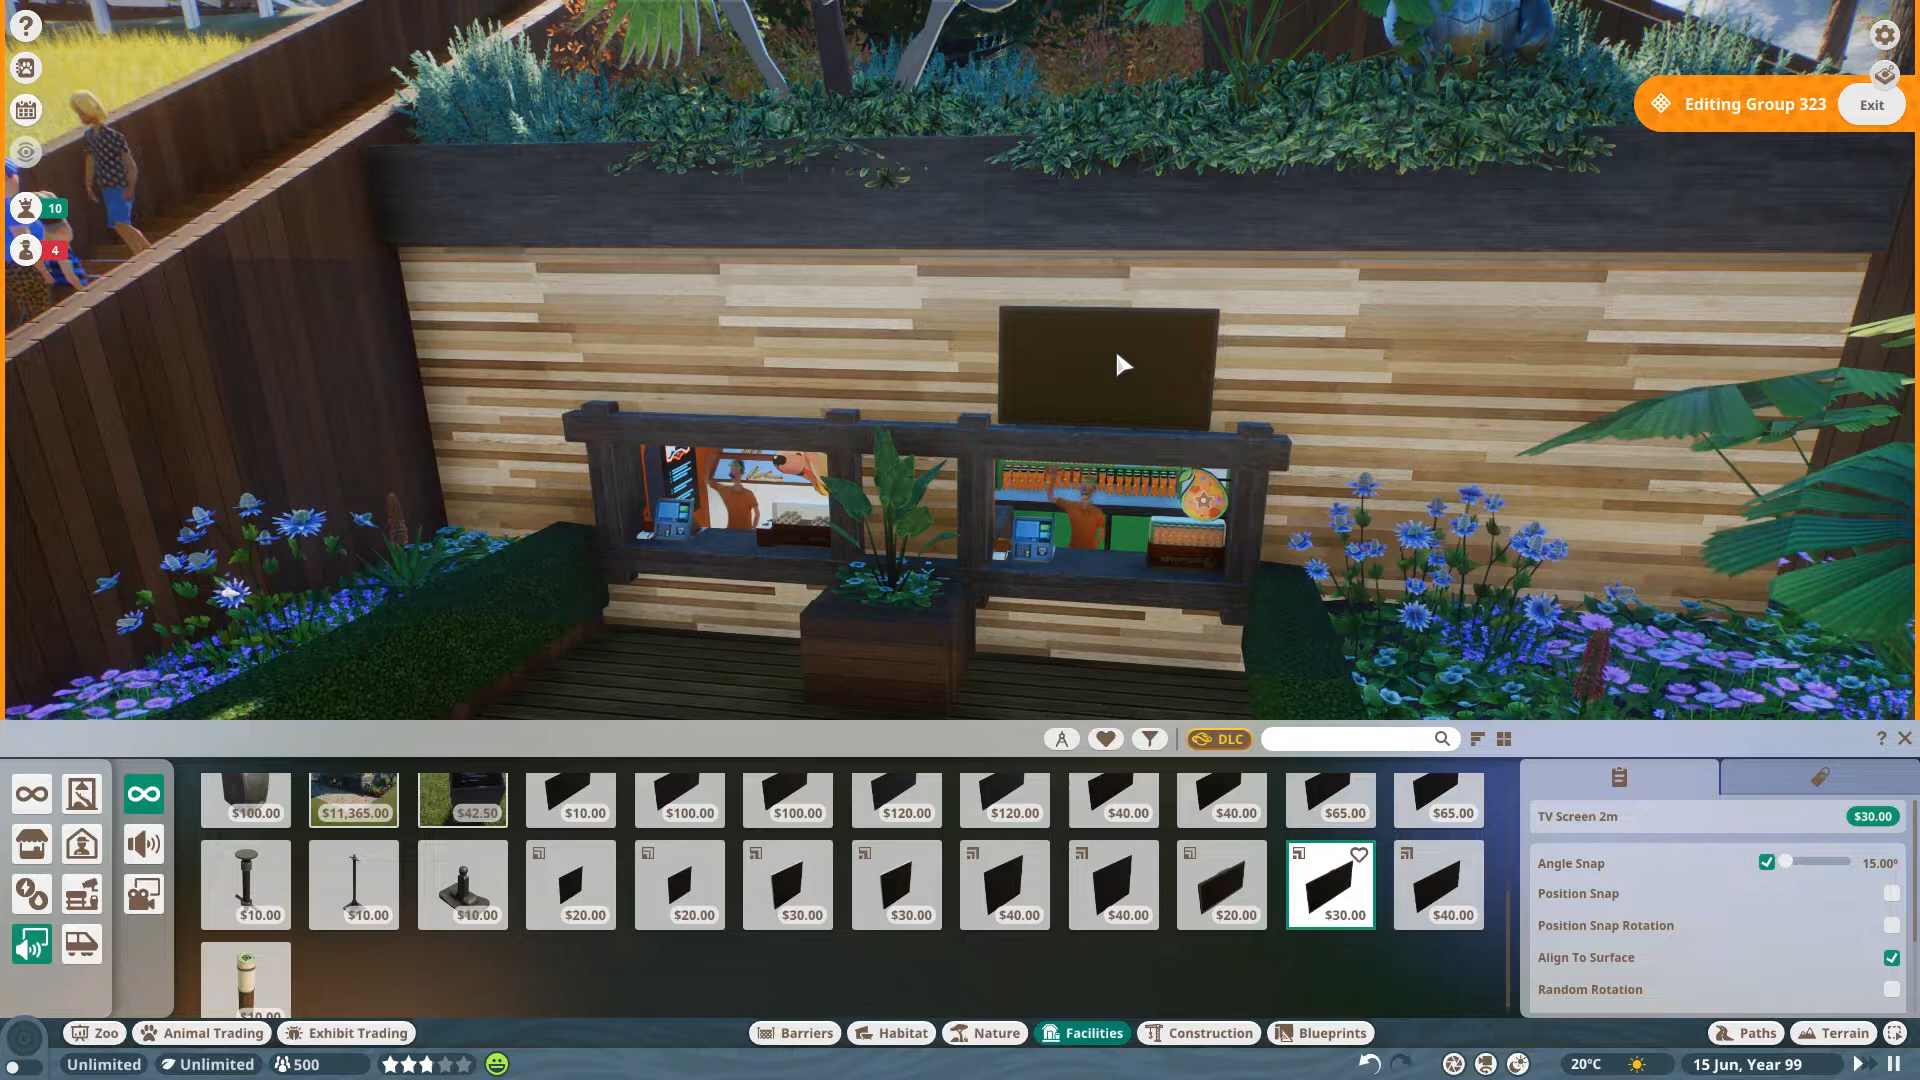 Editing Group 323
Exit
10
4
DLC
$100.00
$11,365.00
$42.50
$10.00
$100.00
$100.00
$120.00
$120.00
$40.00
$40.00
$65.00
$65.00
$10.00
$10.00
$10.00
$20.00
$20.00
$30.00
$30.00
$40.00
$40.00
$20.00
$30.00
$40.00
$10.00
TV Screen 2m
$30.00
Angle Snap
15.00°
Position Snap
Position Snap Rotation
Align To Surface
Random Rotation
Zoo
Animal Trading
Exhibit Trading
Barriers
Habitat
Nature
Facilities
Construction
Blueprints
Paths
Terrain
Unlimited
Unlimited
500
20°C
15 Jun, Year 99